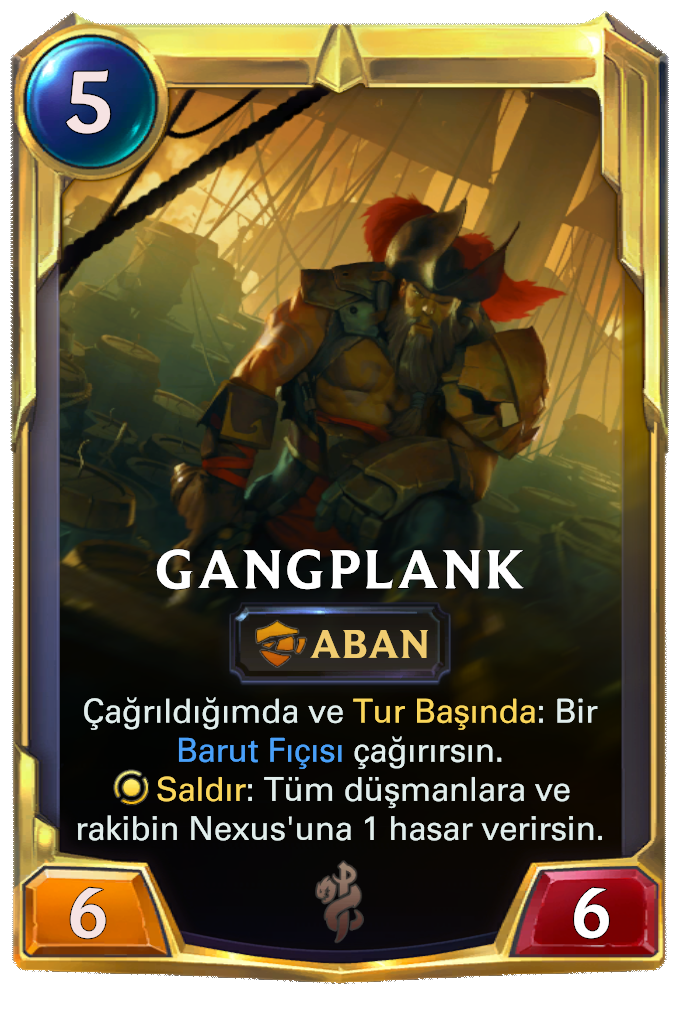 5
GANGPLANK
ABAN
Çağrıldığımda ve Tur Başında: Bir
Barut Fıçısı çağırırsın.
Saldır: Tüm düşmanlara ve
rakibin Nexus'una 1 hasar verirsin.
6
6